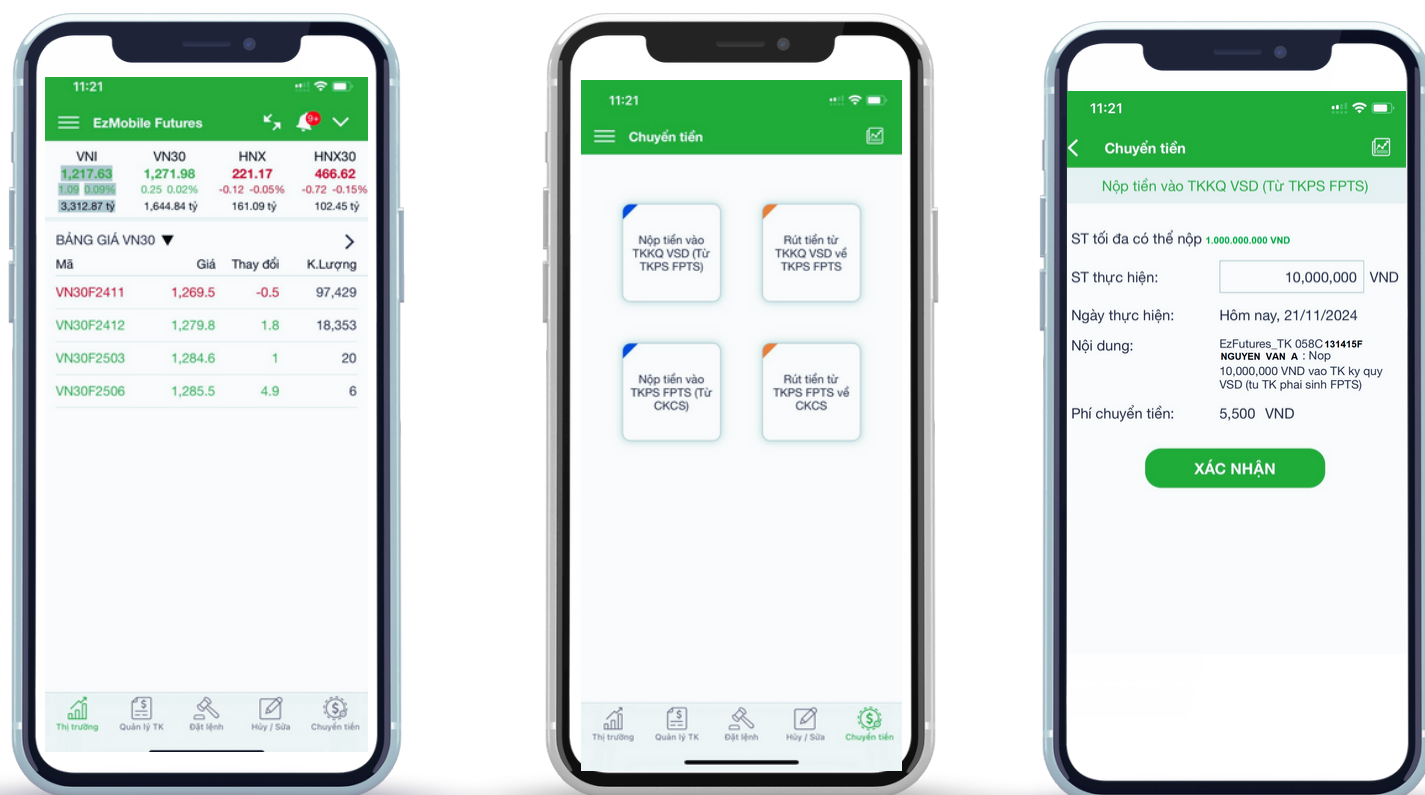 11:21
EzMobile Futures
9+
VNI VN30 HNX HNX30
1,217.63 1,271.98 221.17 466.62
1.09 0.09% 0.25 0.02% -0.12 -0.05% -0.72 -0.15%
3,312.87 tỷ 1,644.84 tỷ 161.09 tỷ 102.45 tỷ
BẢNG GIÁ VN30 ▼
Mã Giá Thay đổi K.Lượng
VN30F2411 1,269.5 -0.5 97,429
VN30F2412 1,279.8 1.8 18,353
VN30F2503 1,284.6 1 20
VN30F2506 1,285.5 4.9 6
Thị trường Quản lý TK Đặt lệnh Hủy / Sửa Chuyển tiền
11:21
Chuyển tiền
Nộp tiền vào
TKKQ VSD (Từ
TKPS FPTS)
Rút tiền từ
TKKQ VSD về
TKPS FPTS
Nộp tiền vào
TKPS FPTS (Từ
CKCS)
Rút tiền từ
TKPS FPTS về
CKCS
Thị trường Quản lý TK Đặt lệnh Hủy / Sửa Chuyển tiền
11:21
Chuyển tiền
Nộp tiền vào TKKQ VSD (Từ TKPS FPTS)
ST tối đa có thể nộp 1.000.000.000 VND
ST thực hiện: 10,000,000 VND
Ngày thực hiện: Hôm nay, 21/11/2024
Nội dung: EzFutures_TK 058C131415F
NGUYEN VAN A : Nop
10,000,000 VND vao TK ky quy
VSD (tu TK phai sinh FPTS)
Phí chuyển tiền: 5,500 VND
XÁC NHẬN